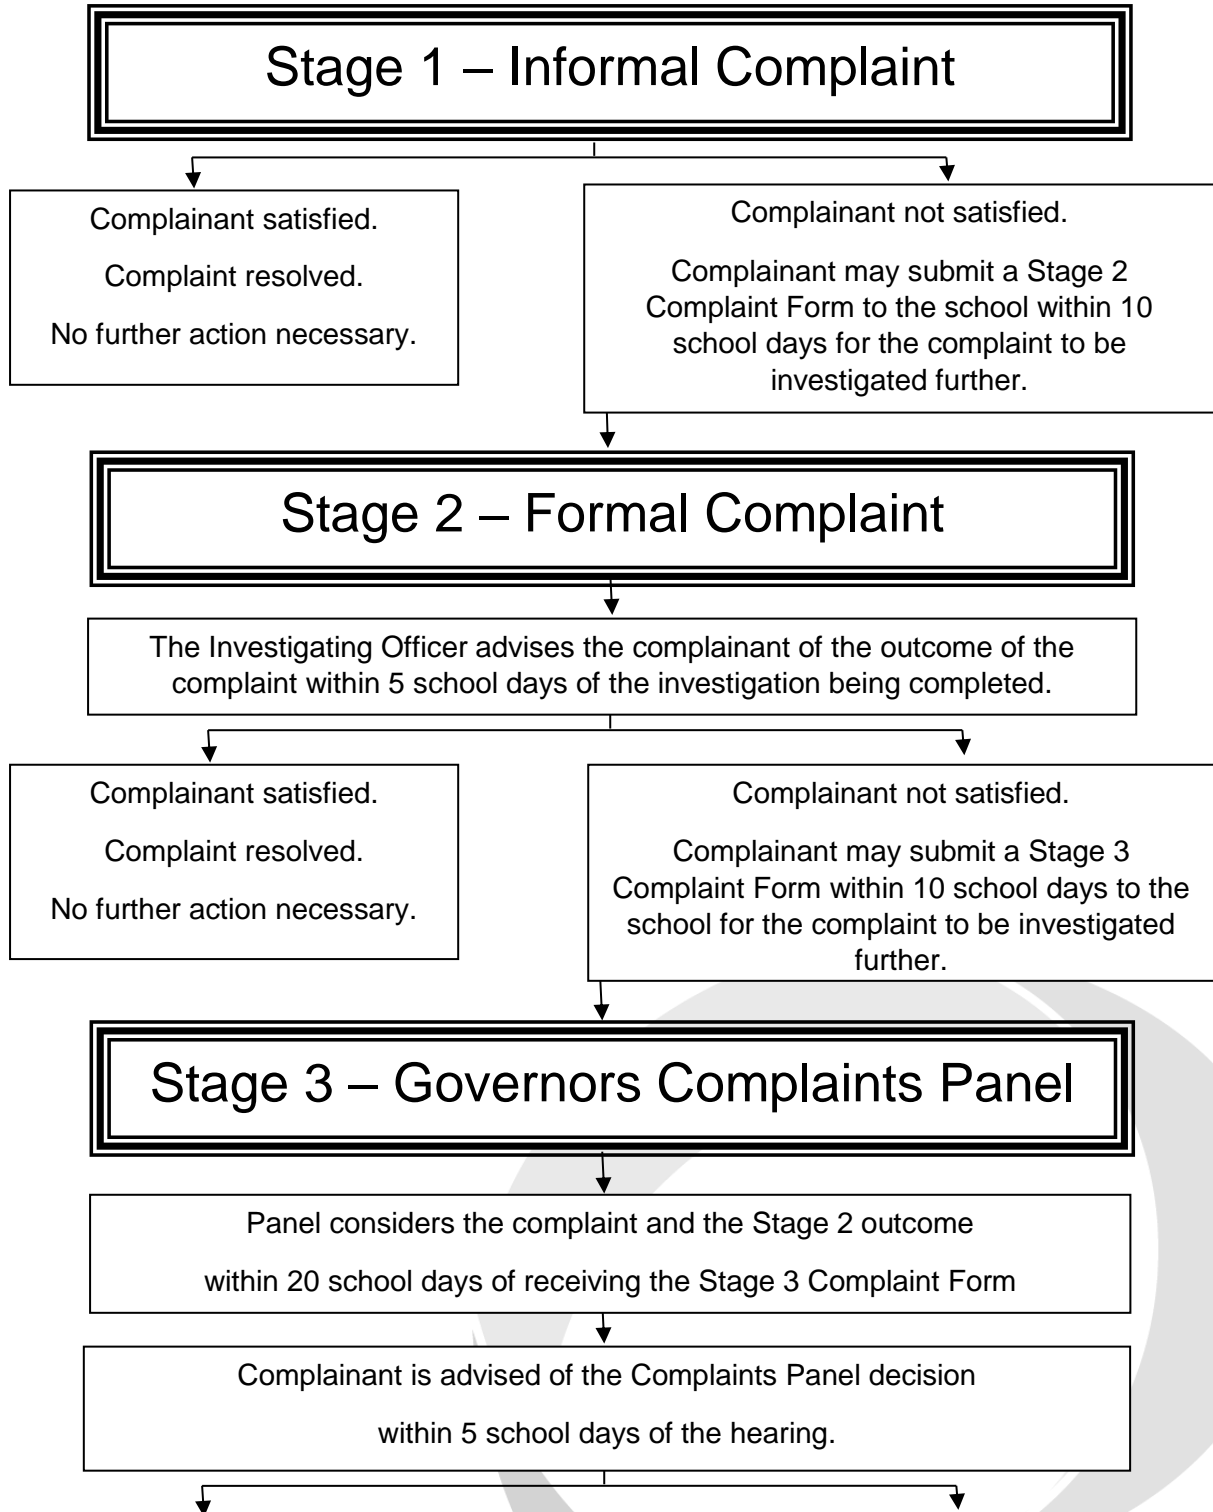 Stage 1 – Informal Complaint
Complainant satisfied.
Complaint resolved.
No further action necessary.
Complainant not satisfied.
Complainant may submit a Stage 2
Complaint Form to the school within 10
school days for the complaint to be
investigated further.
Stage 2 – Formal Complaint
The Investigating Officer advises the complainant of the outcome of the
complaint within 5 school days of the investigation being completed.
Complainant satisfied.
Complaint resolved.
No further action necessary.
Complainant not satisfied.
Complainant may submit a Stage 3
Complaint Form within 10 school days to the
school for the complaint to be investigated
further.
Stage 3 – Governors Complaints Panel
Panel considers the complaint and the Stage 2 outcome
within 20 school days of receiving the Stage 3 Complaint Form
Complainant is advised of the Complaints Panel decision
within 5 school days of the hearing.